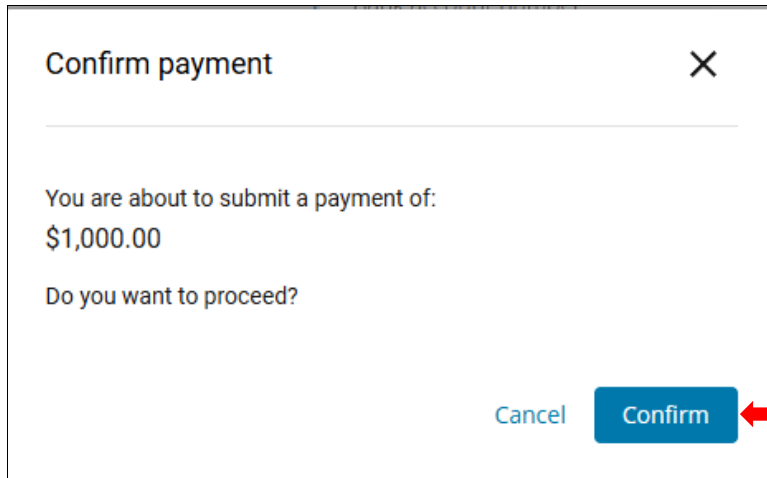 Confirm payment
You are about to submit a payment of:
$1,000.00
Do you want to proceed?
Cancel
Confirm